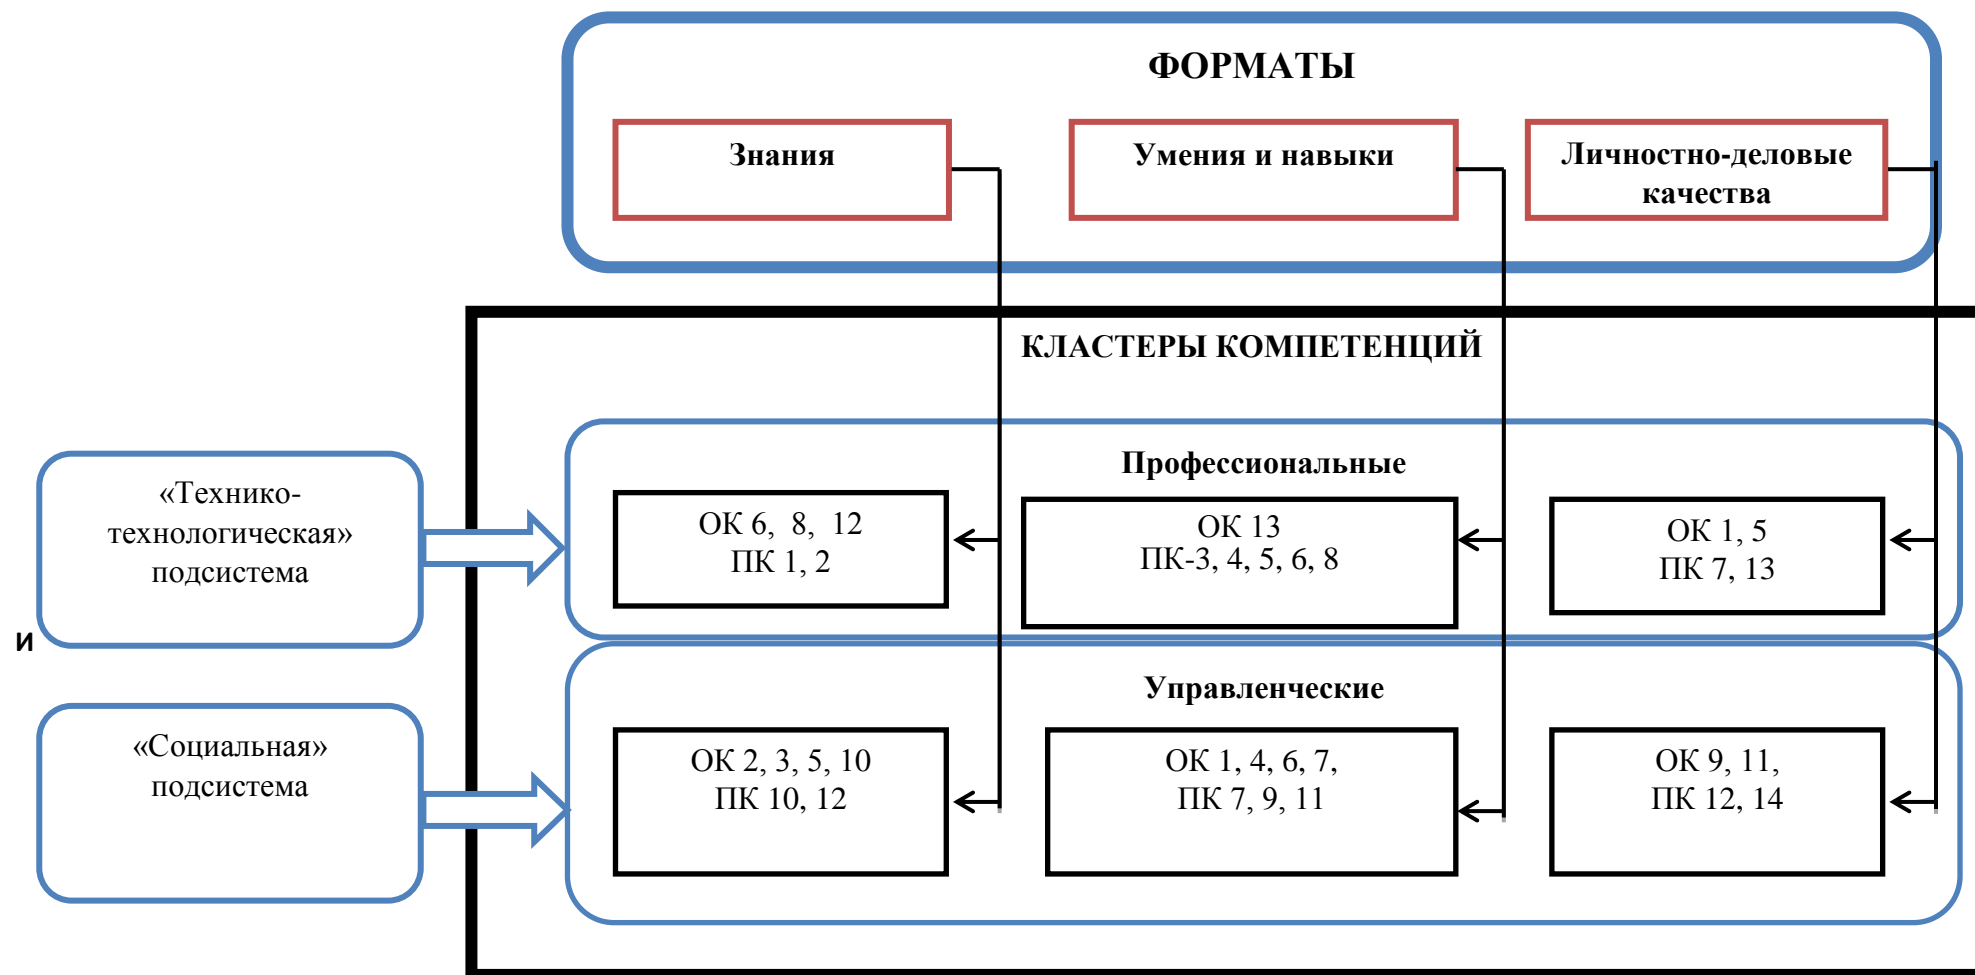 ФОРМАТЫ
Знания
Умения и навыки
Личностно-деловые
качества
КЛАСТЕРЫ КОМПЕТЕНЦИЙ
«Технико-
технологическая»
подсистема
Профессиональные
ОК 6, 8, 12
ПК 1, 2
ОК 13
ПК-3, 4, 5, 6, 8
ОК 1, 5
ПК 7, 13
и
«Социальная»
подсистема
Управленческие
ОК 2, 3, 5, 10
ПК 10, 12
ОК 1, 4, 6, 7,
ПК 7, 9, 11
ОК 9, 11,
ПК 12, 14